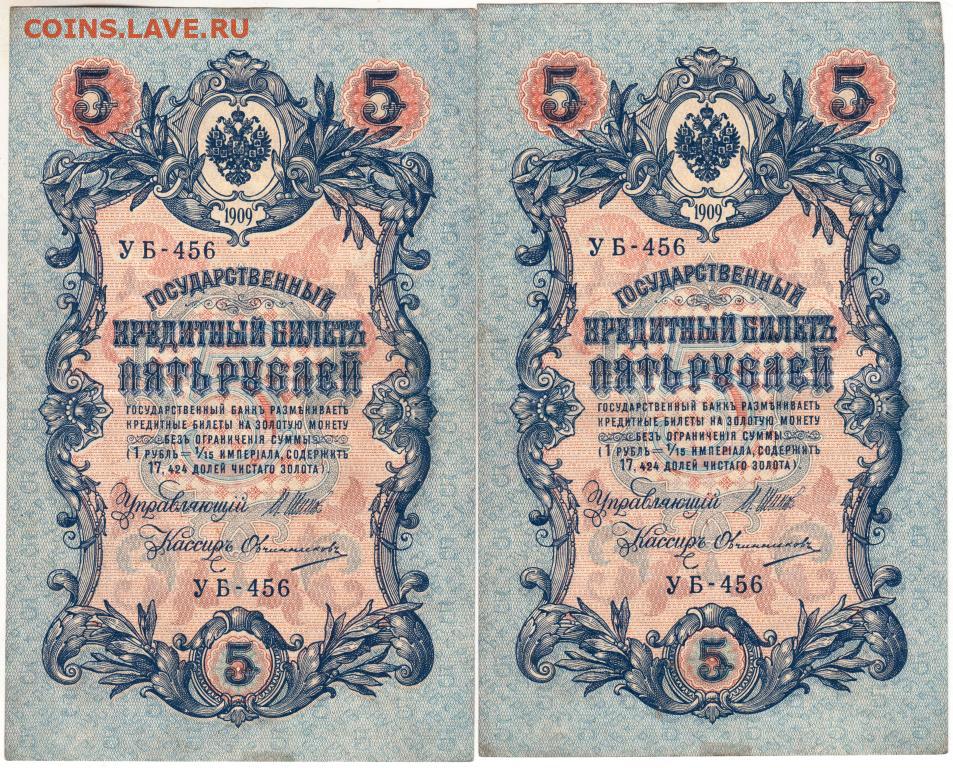 COINS.LAVE.RU
5 5
1909
УБ-456
ГОСУДАРСТВЕННЫЙ
КРЕДИТНЫЙ БИЛЕТЪ
ПЯТЬ РУБЛЕЙ
ГОСУДАРСТВЕННЫЙ БАНКЪ РАЗМѢНИВАЕТЪ
КРЕДИТНЫЕ БИЛЕТЫ НА ЗОЛОТУЮ МОНЕТУ
БЕЗЪ ОГРАНИЧЕНІЯ СУММЫ
(1 РУБЛЬ = 1/15 ИМПЕРІАЛА, СОДЕРЖИТЪ
17,424 ДОЛЕЙ ЧИСТАГО ЗОЛОТА).
Управляющій И. Шипов
Кассиръ Овчинниковъ
УБ-456
5
5 5
1909
УБ-456
ГОСУДАРСТВЕННЫЙ
КРЕДИТНЫЙ БИЛЕТЪ
ПЯТЬ РУБЛЕЙ
ГОСУДАРСТВЕННЫЙ БАНКЪ РАЗМѢНИВАЕТЪ
КРЕДИТНЫЕ БИЛЕТЫ НА ЗОЛОТУЮ МОНЕТУ
БЕЗЪ ОГРАНИЧЕНІЯ СУММЫ
(1 РУБЛЬ = 1/15 ИМПЕРІАЛА, СОДЕРЖИТЪ
17,424 ДОЛЕЙ ЧИСТАГО ЗОЛОТА).
Управляющій И. Шипов
Кассиръ Овчинниковъ
УБ-456
5